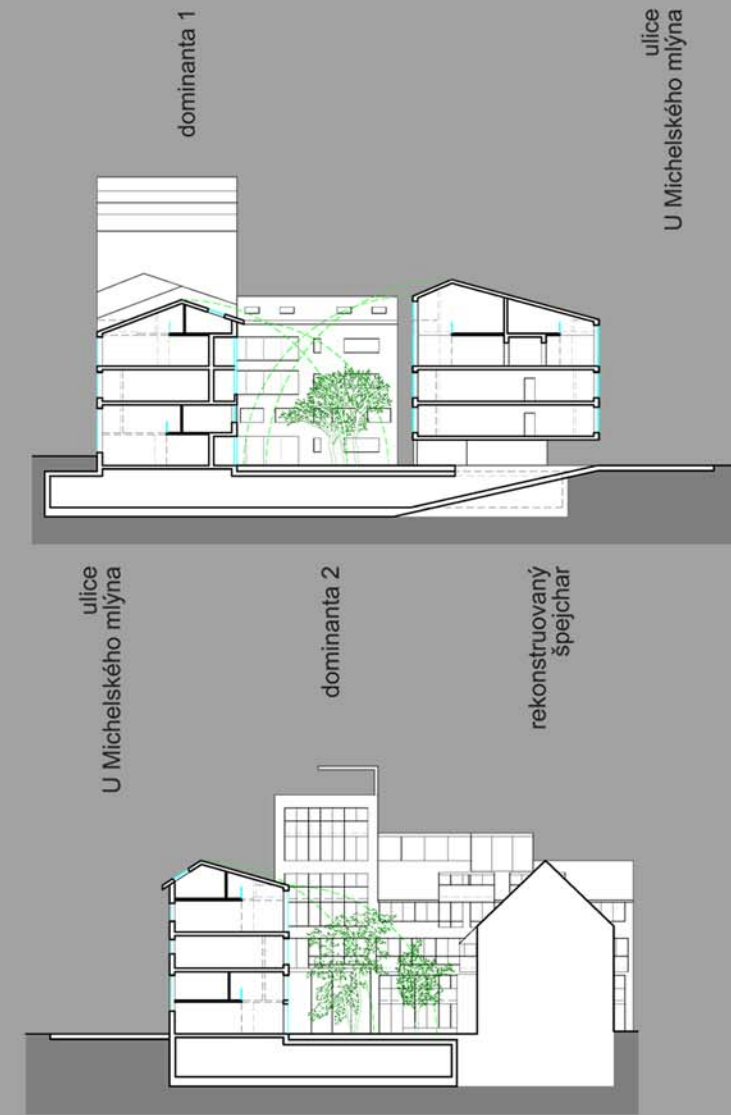 dominanta 1
ulice
U Michelského mlýna
ulice
U Michelského mlýna
dominanta 2
rekonstruovaný
špejchar